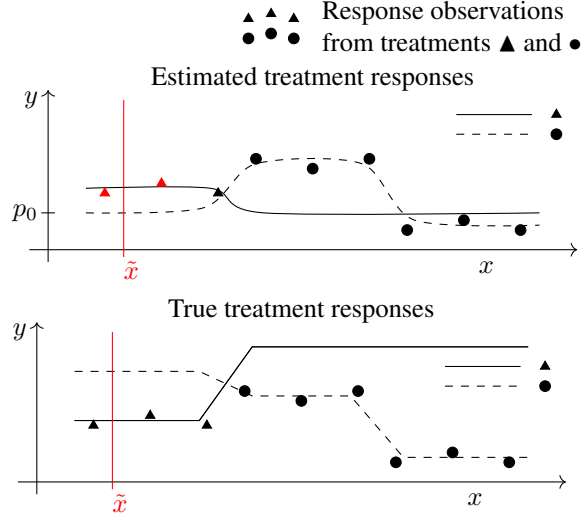 Response observations
from treatments ▲ and ●
Estimated treatment responses
y
p₀
x̃
x
True treatment responses
y
x̃
x